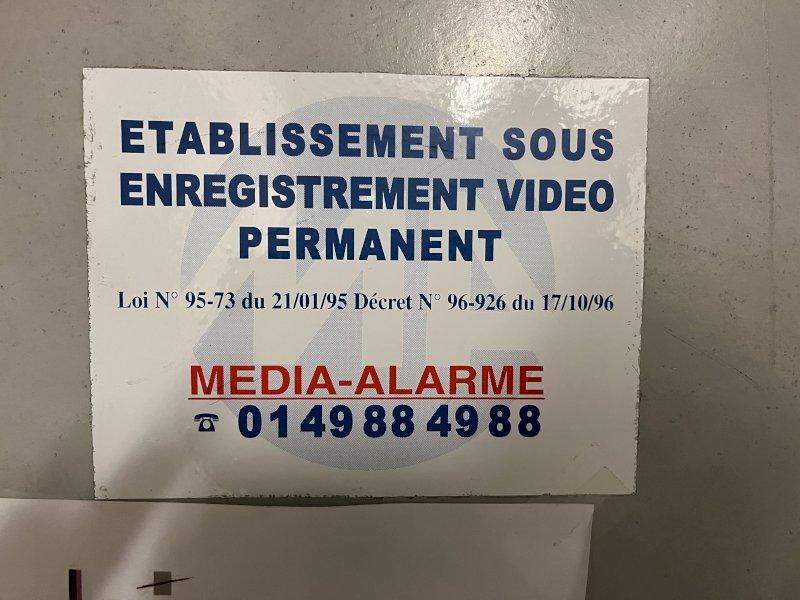 ETABLISSEMENT SOUS
ENREGISTREMENT VIDEO
PERMANENT
Loi N° 95-73 du 21/01/95 Décret N° 96-926 du 17/10/96
MEDIA-ALARME
☎ 01 49 88 49 88